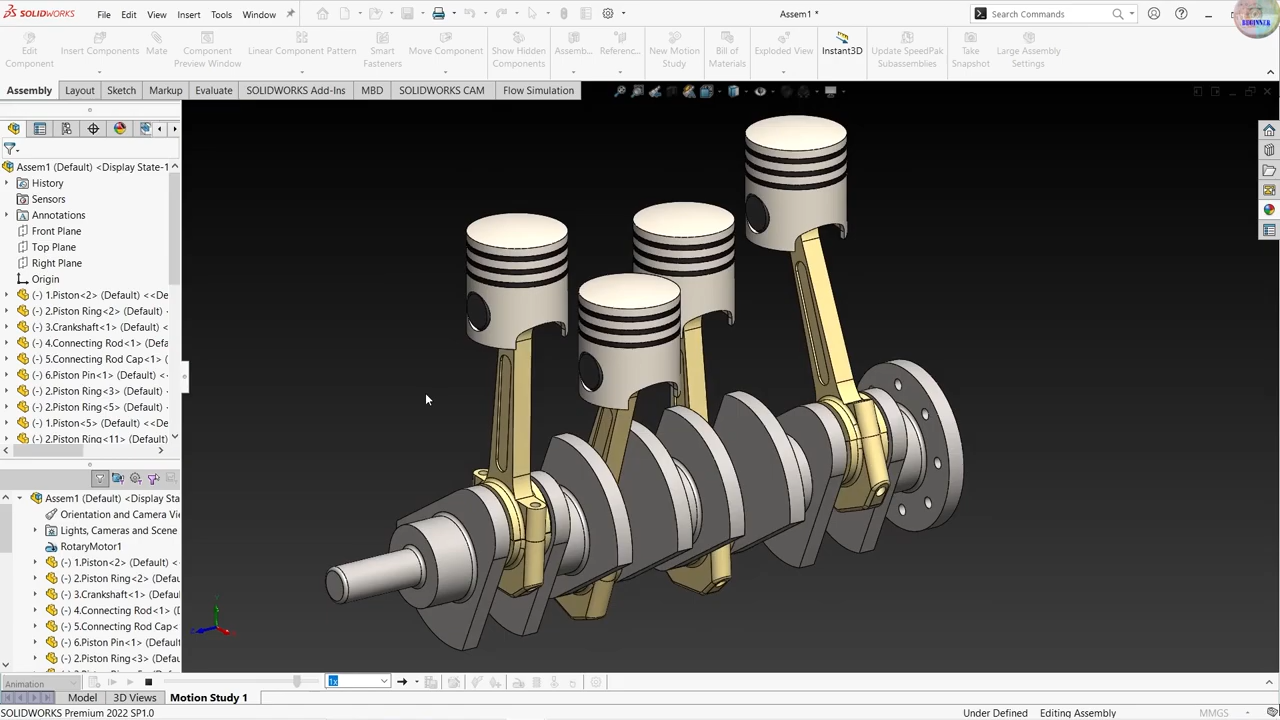 SOLIDWORKS File Edit View Insert Tools Window Assem1 * Search Commands
Edit Component Insert Components Mate Component Preview Window Linear Component Pattern Smart Fasteners Move Component Show Hidden Components Assemb... Referenc... New Motion Study Bill of Materials Exploded View Instant3D Update SpeedPak Subassemblies Take Snapshot Large Assembly Settings
Assembly Layout Sketch Markup Evaluate SOLIDWORKS Add-Ins MBD SOLIDWORKS CAM Flow Simulation
Assem1 (Default) <Display State-1
History
Sensors
Annotations
Front Plane
Top Plane
Right Plane
Origin
(-) 1.Piston<2> (Default) <<De
(-) 2.Piston Ring<2> (Default)
(-) 3.Crankshaft<1> (Default) <
(-) 4.Connecting Rod<1> (Defa
(-) 5.Connecting Rod Cap<1> (
(-) 6.Piston Pin<1> (Default) <
(-) 2.Piston Ring<3> (Default)
(-) 2.Piston Ring<5> (Default)
(-) 1.Piston<5> (Default) <<De
(-) 2.Piston Ring<11> (Default)
Assem1 (Default) <Display Sta
Orientation and Camera Vi
Lights, Cameras and Scene
RotaryMotor1
(-) 1.Piston<2> (Default) <
(-) 2.Piston Ring<2> (Defau
(-) 3.Crankshaft<1> (Defau
(-) 4.Connecting Rod<1> (D
(-) 5.Connecting Rod Cap<
(-) 6.Piston Pin<1> (Defaul
(-) 2.Piston Ring<3> (Defau
Animation 1x
Model 3D Views Motion Study 1
SOLIDWORKS Premium 2022 SP1.0 Under Defined Editing Assembly MMGS